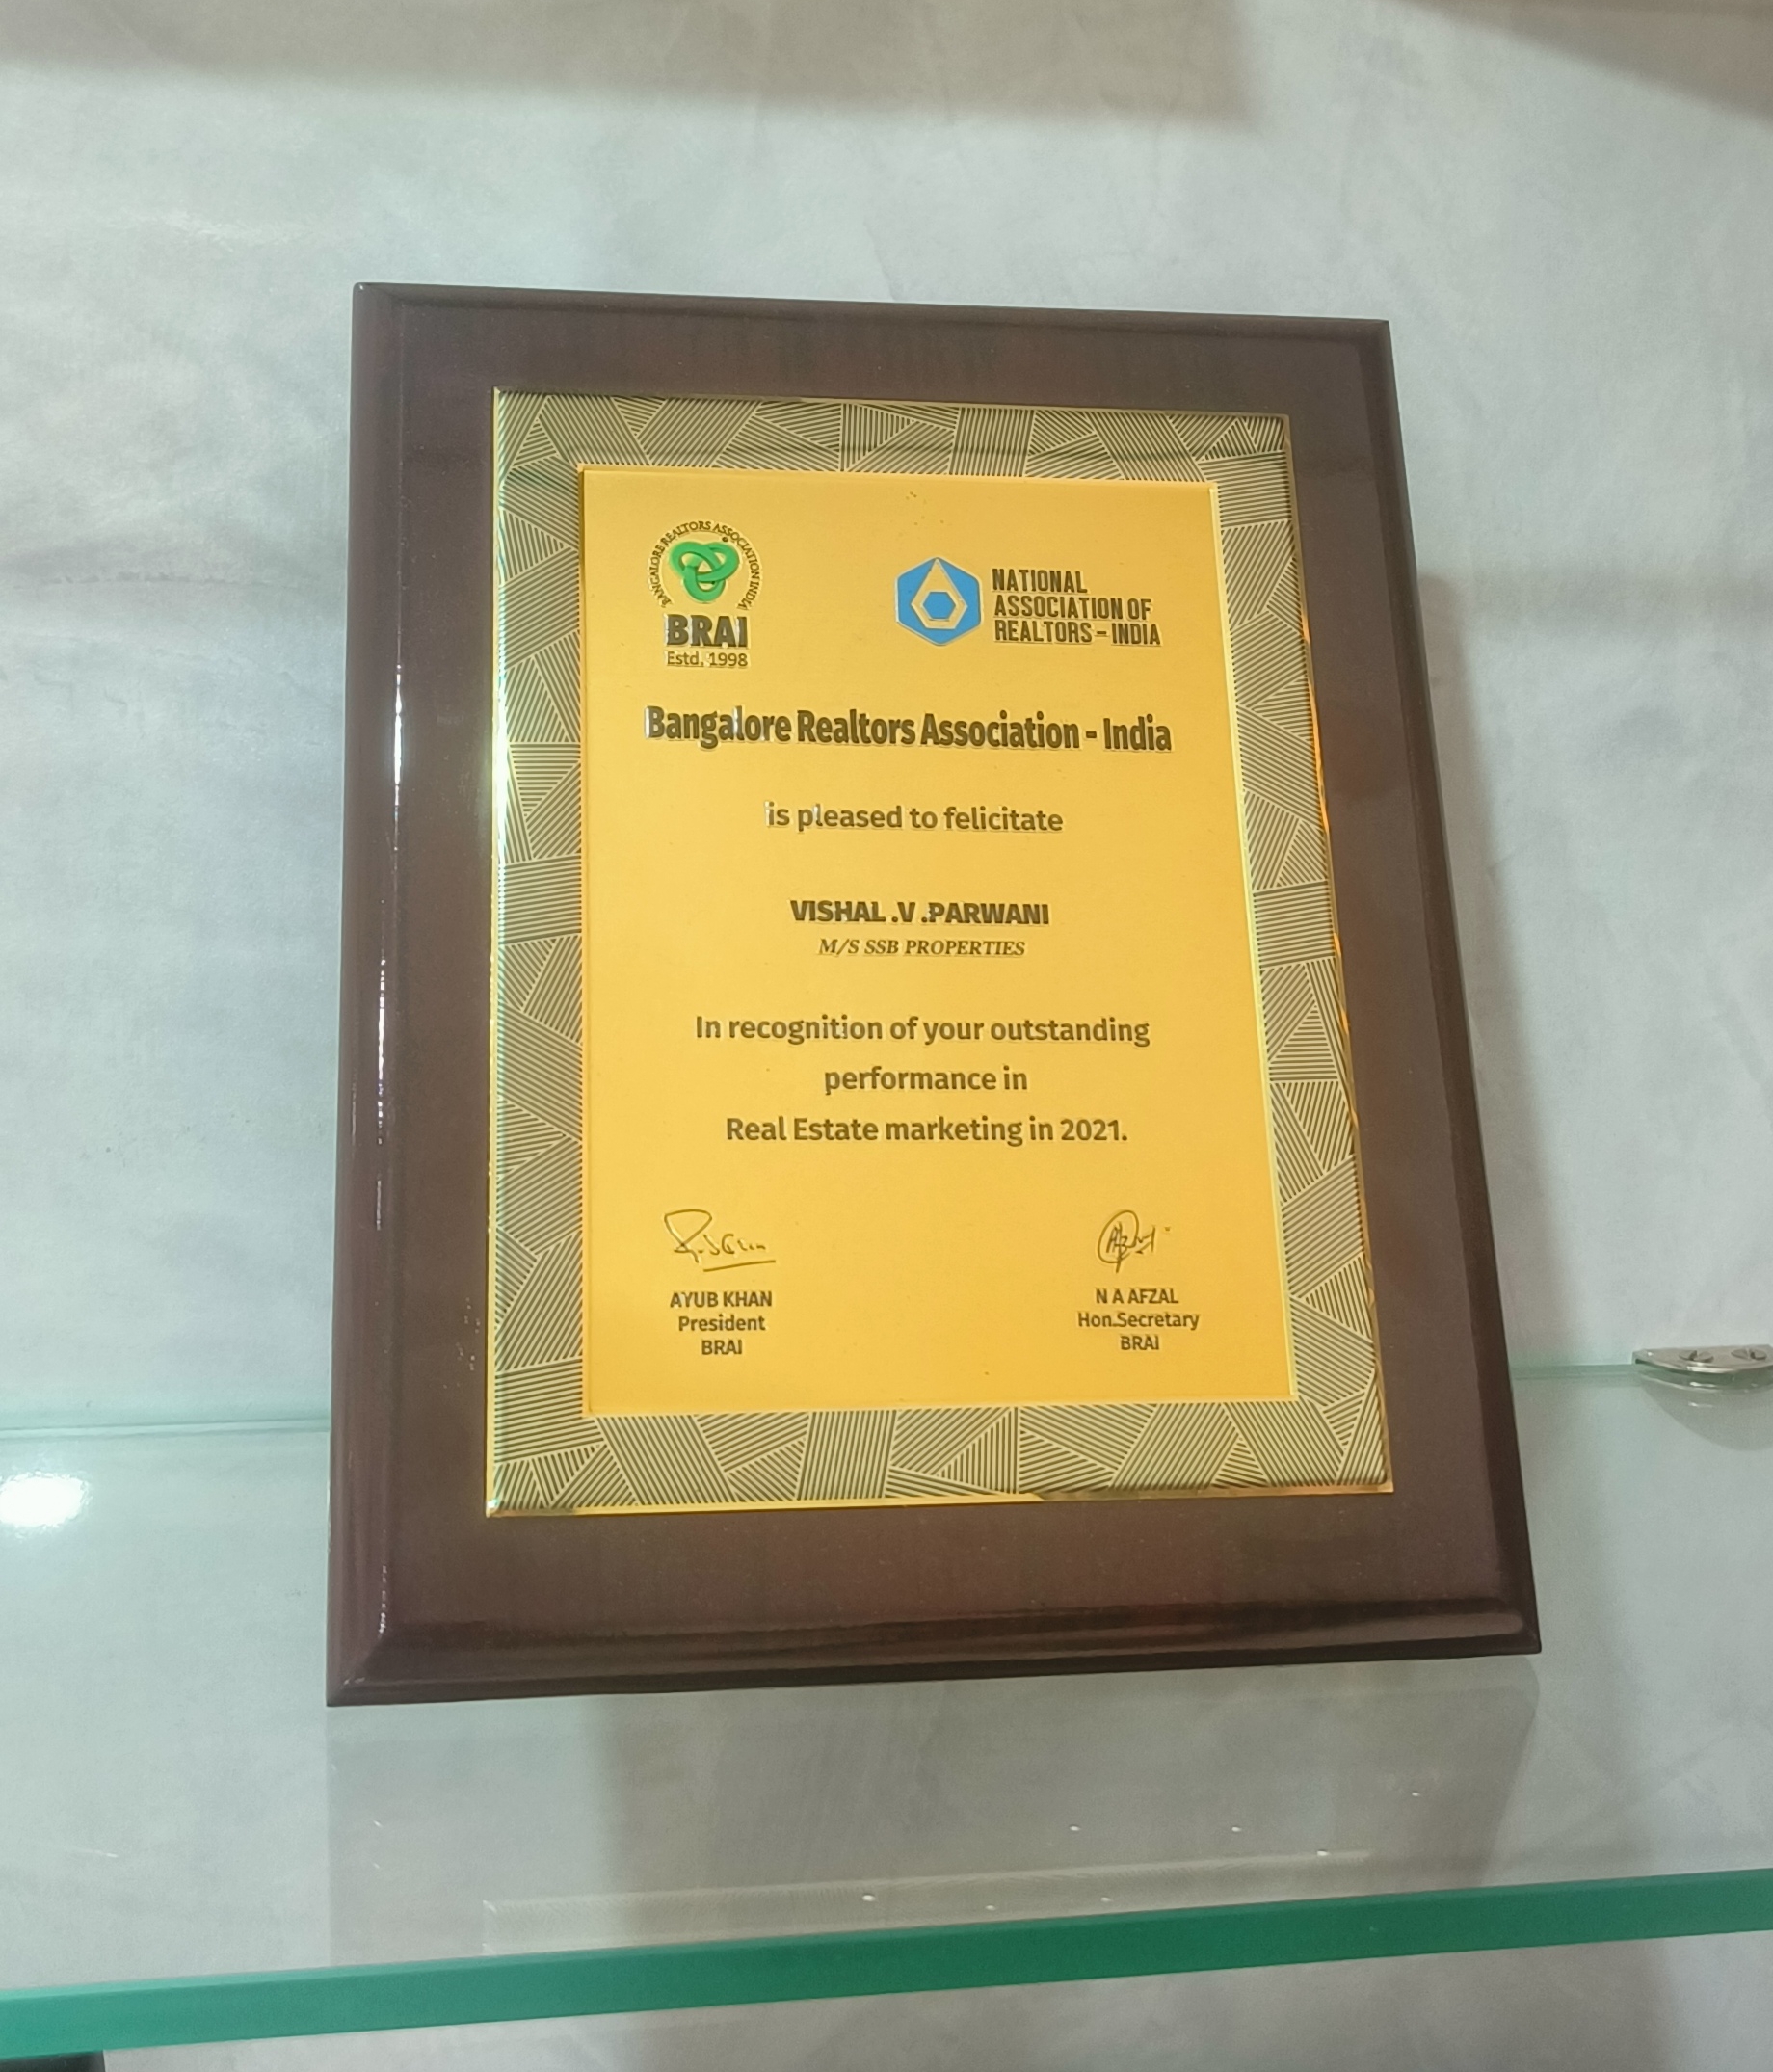 BANGALORE REALTORS ASSOCIATION INDIA
BRAI
Estd. 1998
NATIONAL
ASSOCIATION OF
REALTORS - INDIA
Bangalore Realtors Association - India
is pleased to felicitate
VISHAL .V .PARWANI
M/S SSB PROPERTIES
In recognition of your outstanding
performance in
Real Estate marketing in 2021.
AYUB KHAN
President
BRAI
N A AFZAL
Hon.Secretary
BRAI